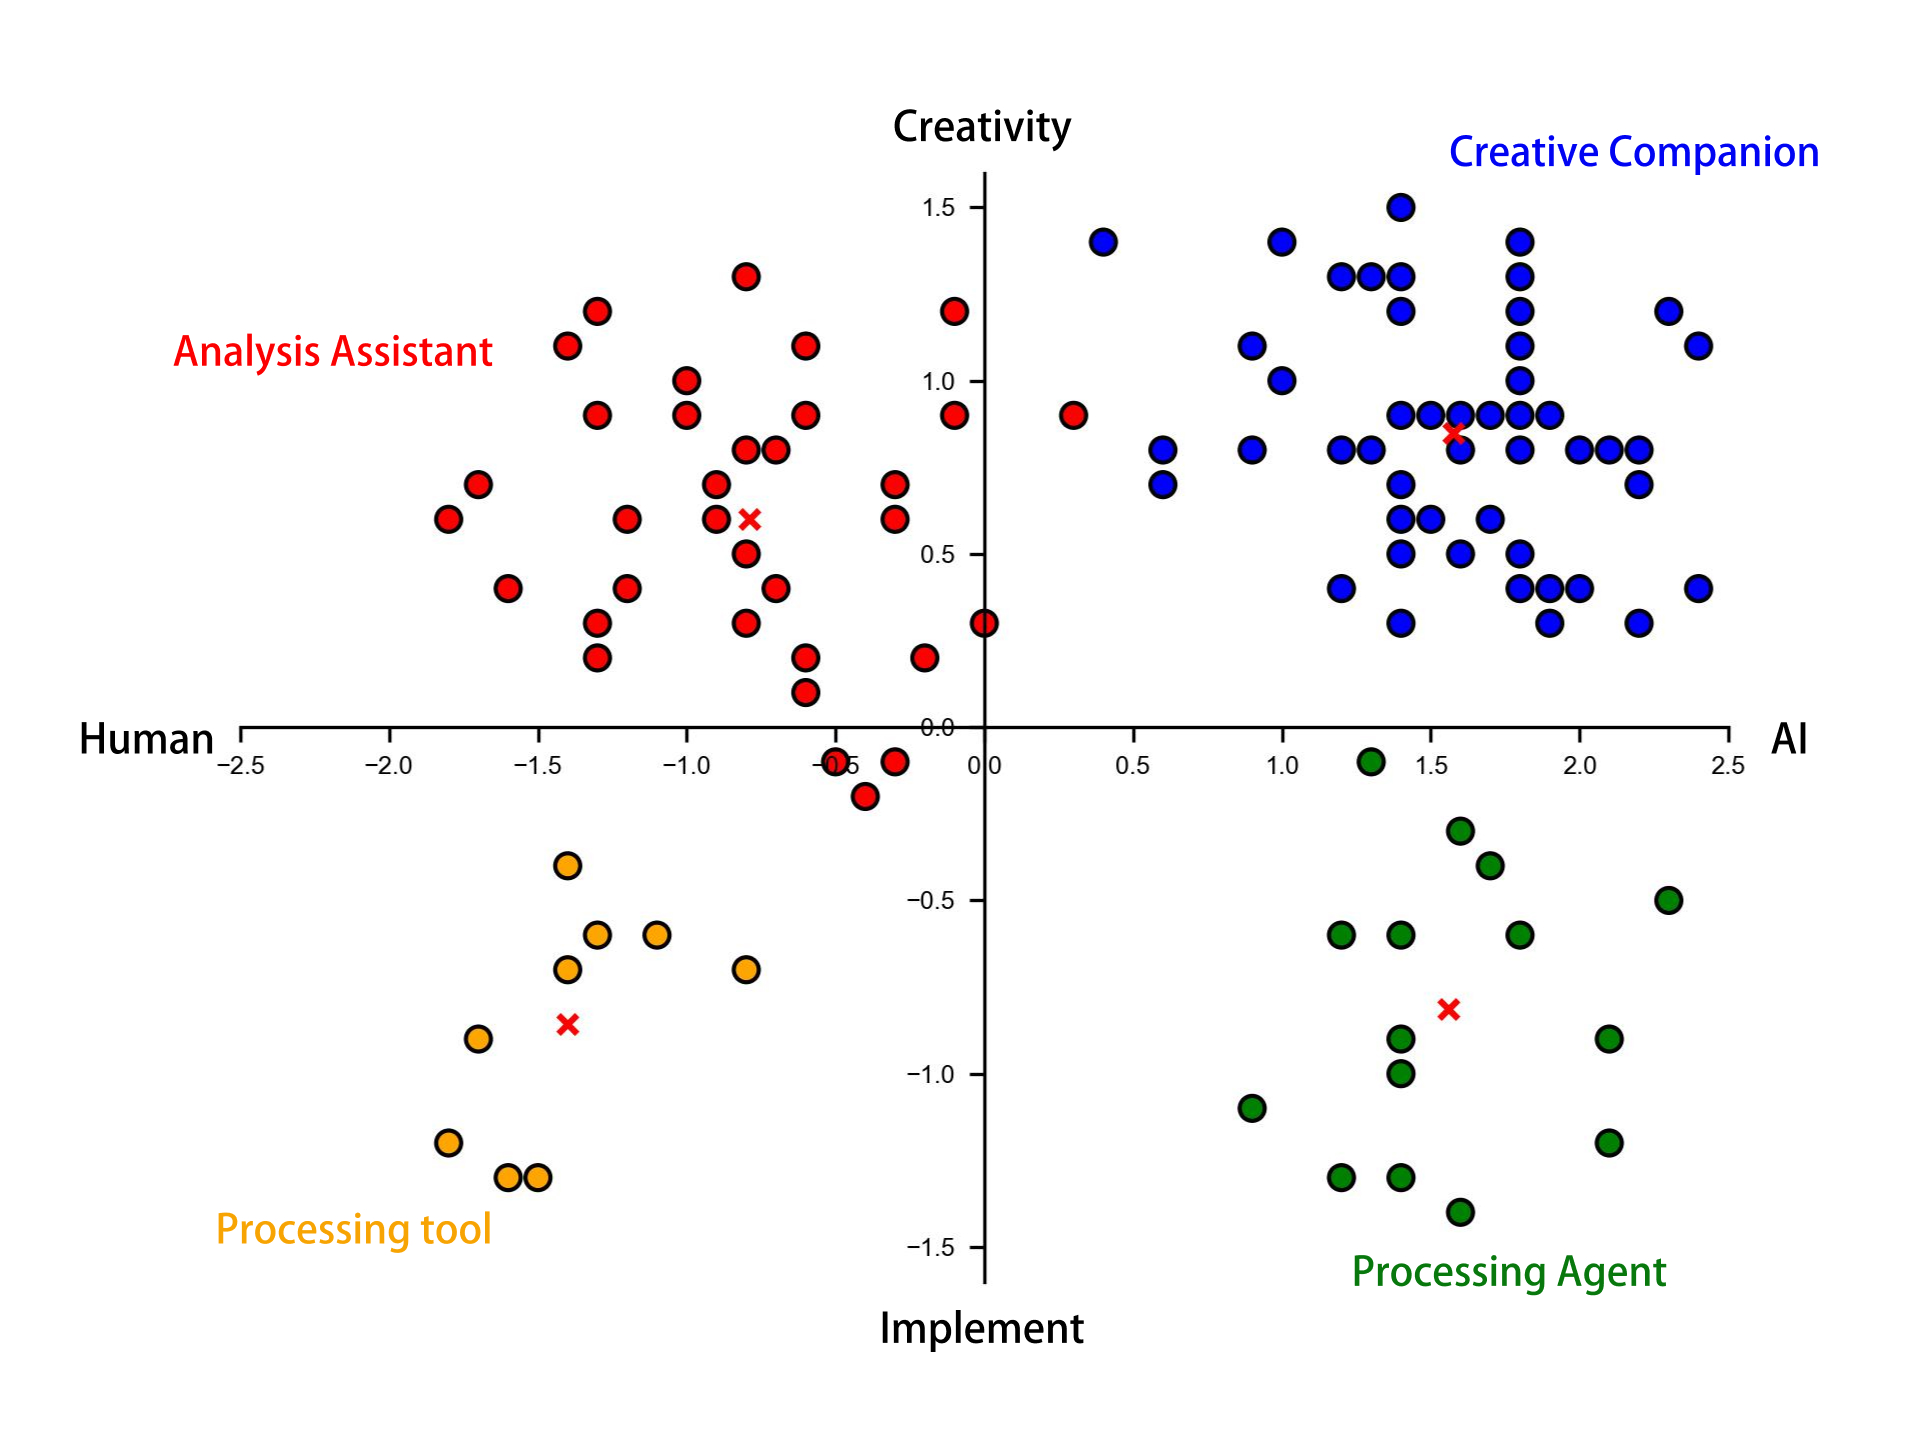 Creativity
Creative Companion
1.5
Analysis Assistant
1.0
0.5
Human
0.0
AI
−2.5 −2.0 −1.5 −1.0 −0.5 0.0 0.5 1.0 1.5 2.0 2.5
−0.5
−1.0
Processing tool
−1.5
Processing Agent
Implement